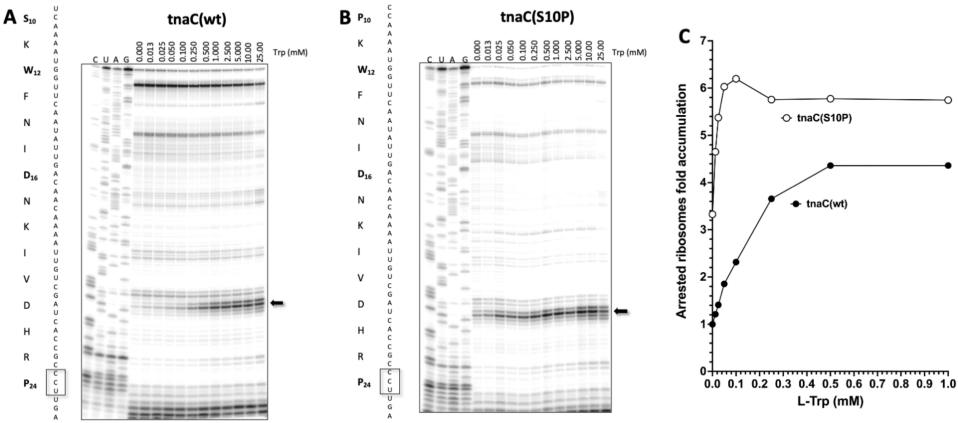 A
S10
K
W12
F
N
I
D16
N
K
I
V
D
H
R
P24
UCAAAAUGGUUCAAUAUUGACAACAAAAUUGUCGAUCACCGCCCUUGA
tnaC(wt)
C U A G
0.000 0.013 0.025 0.050 0.100 0.250 0.500 1.000 2.500 5.000 10.00 25.00 Trp (mM)
B
P10
K
W12
F
N
I
D16
N
K
I
V
D
H
R
P24
CCAAAAUGGUUCAAUAUUGACAACAAAAUUGUCGAUCACCGCCCUUGA
tnaC(S10P)
C U A G
0.000 0.013 0.025 0.050 0.100 0.250 0.500 1.000 2.500 5.000 10.00 25.00 Trp (mM)
C
Arrested ribosomes fold accumulation
7
6
5
4
3
2
1
0
tnaC(S10P)
tnaC(wt)
0.0 0.1 0.2 0.3 0.4 0.5 0.6 0.7 0.8 0.9 1.0
L-Trp (mM)